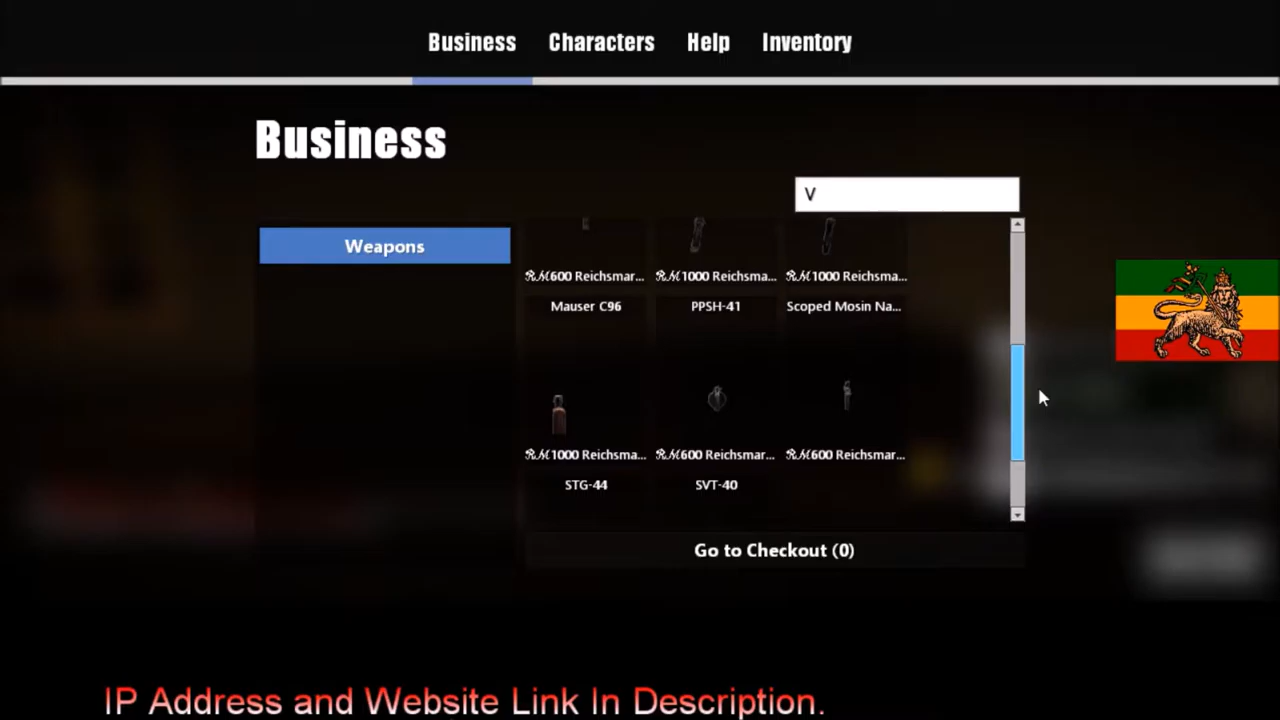 Business Characters Help Inventory
Business
V
Weapons
ℛℳ600 Reichsmar... ℛℳ1000 Reichsma... ℛℳ1000 Reichsma...
Mauser C96 PPSH-41 Scoped Mosin Na...
ℛℳ1000 Reichsma... ℛℳ600 Reichsmar... ℛℳ600 Reichsmar...
STG-44 SVT-40
Go to Checkout (0)
IP Address and Website Link In Description.